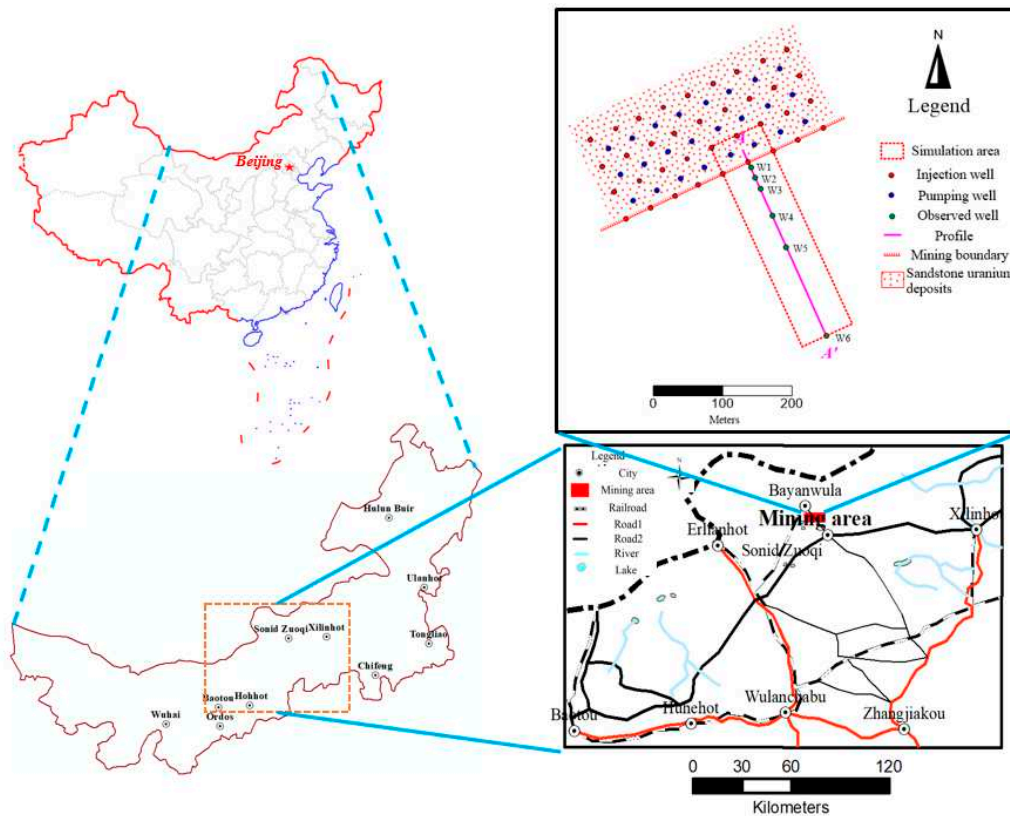 Beijing
N
Legend
Simulation area
Injection well
Pumping well
Observed well
Profile
Mining boundary
Sandstone uranium
deposits
A
W1
W2
W3
W4
W5
W6
A'
0 100 200
Meters
Hulun Buir
Ulanhot
Sonid Zuoqi
Xilinhot
Tongliao
Chifeng
Baotou
Hohhot
Wuhai
Ordos
Legend
City
Mining area
Railroad
Road1
Road2
River
Lake
N
Bayanwula
Mining area
Xilinhot
Erlianhot
Sonid Zuoqi
Wulanchabu
Baotou
Huhehot
Zhangjiakou
0 30 60 120
Kilometers